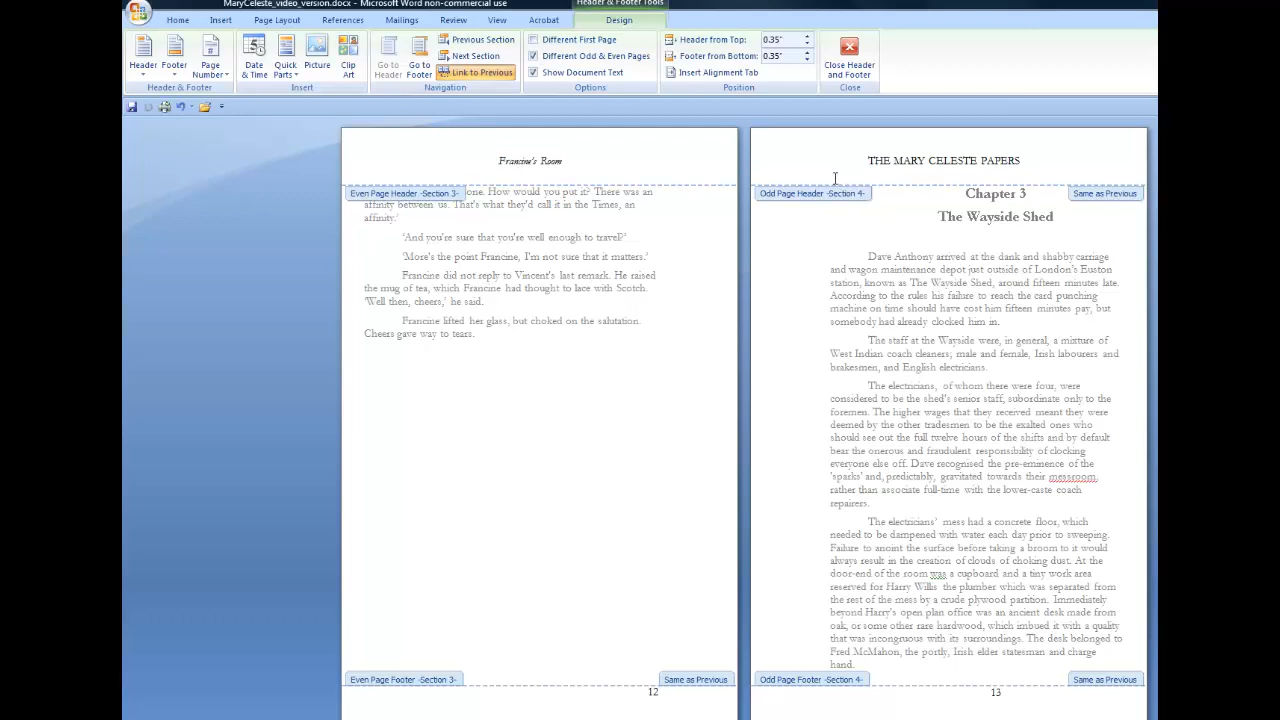 MaryCeleste_video_version.docx - Microsoft Word non-commercial use
Header & Footer Tools
Home Insert Page Layout References Mailings Review View Acrobat Design
Header
Footer
Page Number
Header & Footer
Date & Time
Quick Parts
Picture
Clip Art
Insert
Go to Header
Go to Footer
Previous Section
Next Section
Link to Previous
Navigation
Different First Page
Different Odd & Even Pages
Show Document Text
Options
Header from Top: 0.35"
Footer from Bottom: 0.35"
Insert Alignment Tab
Position
Close Header and Footer
Close
Francine's Room
Even Page Header -Section 3-
one. How would you put it? There was an
affinity between us. That's what they'd call it in the Times, an
affinity.'
'And you're sure that you're well enough to travel?'
'More's the point Francine, I'm not sure that it matters.'
Francine did not reply to Vincent's last remark. He raised
the mug of tea, which Francine had thought to lace with Scotch.
'Well then, cheers,' he said.
Francine lifted her glass, but choked on the salutation.
Cheers gave way to tears.
Even Page Footer -Section 3-
Same as Previous
12
THE MARY CELESTE PAPERS
Odd Page Header -Section 4-
Same as Previous
Chapter 3
The Wayside Shed
Dave Anthony arrived at the dank and shabby carriage
and wagon maintenance depot just outside of London's Euston
station, known as The Wayside Shed, around fifteen minutes late.
According to the rules his failure to reach the card punching
machine on time should have cost him fifteen minutes pay, but
somebody had already clocked him in.
The staff at the Wayside were, in general, a mixture of
West Indian coach cleaners; male and female, Irish labourers and
brakesmen, and English electricians.
The electricians, of whom there were four, were
considered to be the shed's senior staff, subordinate only to the
foremen. The higher wages that they received meant they were
deemed by the other tradesmen to be the exalted ones who
should see out the full twelve hours of the shifts and by default
bear the onerous and fraudulent responsibility of clocking
everyone else off. Dave recognised the pre-eminence of the
'sparks' and, predictably, gravitated towards their messroom,
rather than associate full-time with the lower-caste coach
repairers.
The electricians' mess had a concrete floor, which
needed to be dampened with water each day prior to sweeping.
Failure to anoint the surface before taking a broom to it would
always result in the creation of clouds of choking dust. At the
door-end of the room was a cupboard and a tiny work area
reserved for Harry Willis the plumber which was separated from
the rest of the mess by a crude plywood partition. Immediately
beyond Harry's open plan office was an ancient desk made from
oak, or some other rare hardwood, which imbued it with a quality
that was incongruous with its surroundings. The desk belonged to
Fred McMahon, the portly, Irish elder statesman and charge
hand.
Odd Page Footer -Section 4-
Same as Previous
13